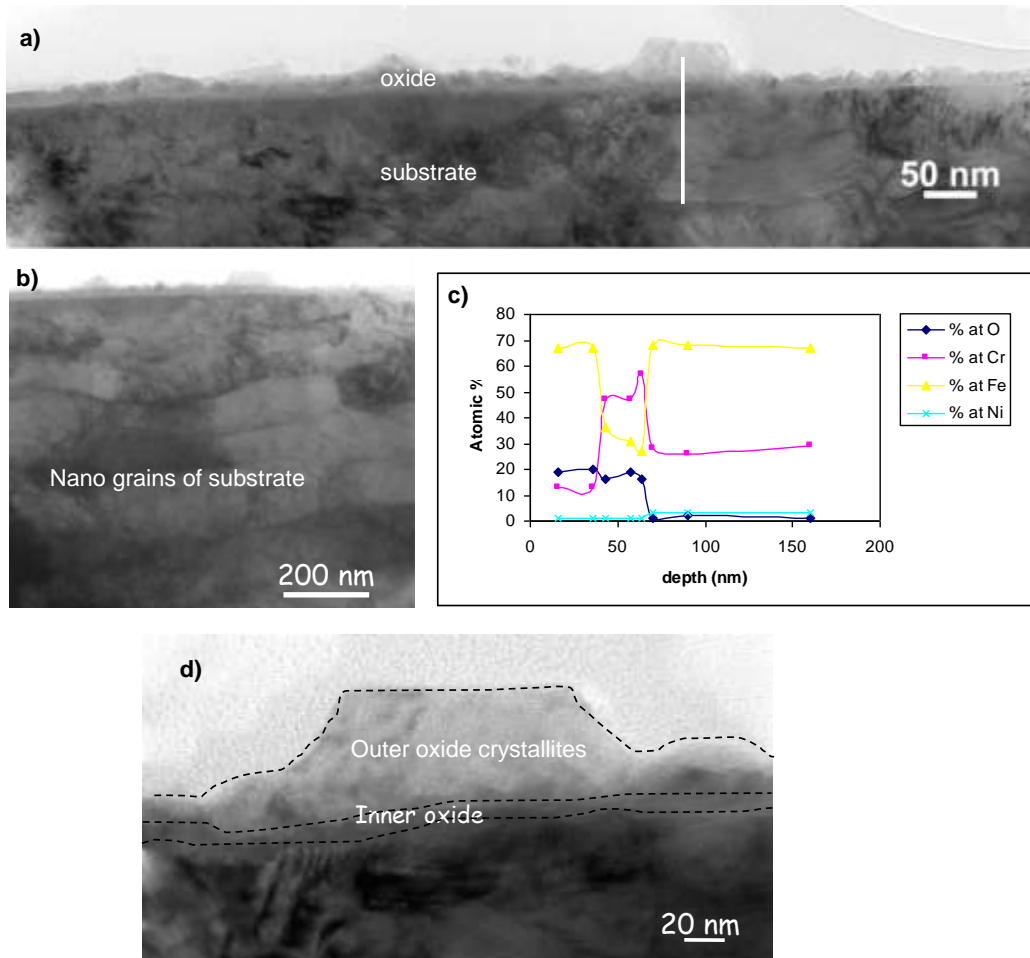 a)
oxide
substrate
50 nm
b)
Nano grains of substrate
200 nm
c)
80
70
60
50
40
30
20
10
0
Atomic %
0 50 100 150 200
depth (nm)
% at O
% at Cr
% at Fe
% at Ni
d)
Outer oxide crystallites
Inner oxide
20 nm